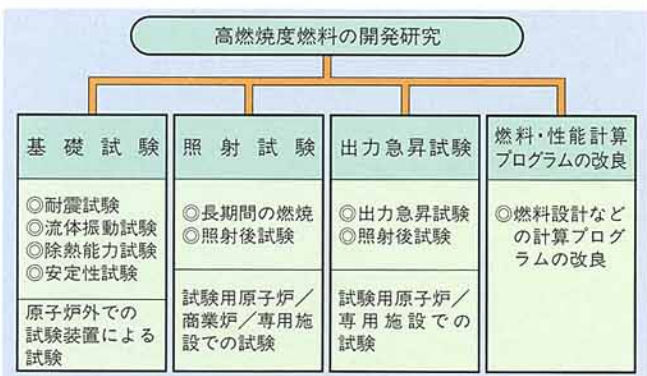 高燃焼度燃料の開発研究
基礎試験
◎耐震試験
◎流体振動試験
◎除熱能力試験
◎安定性試験
原子炉外での
試験装置による
試験
照射試験
◎長期間の燃焼
◎照射後試験
試験用原子炉／
商業炉／専用施
設での試験
出力急昇試験
◎出力急昇試験
◎照射後試験
試験用原子炉／
専用施設での
試験
燃料・性能計算
プログラムの改良
◎燃料設計など
の計算プログ
ラムの改良